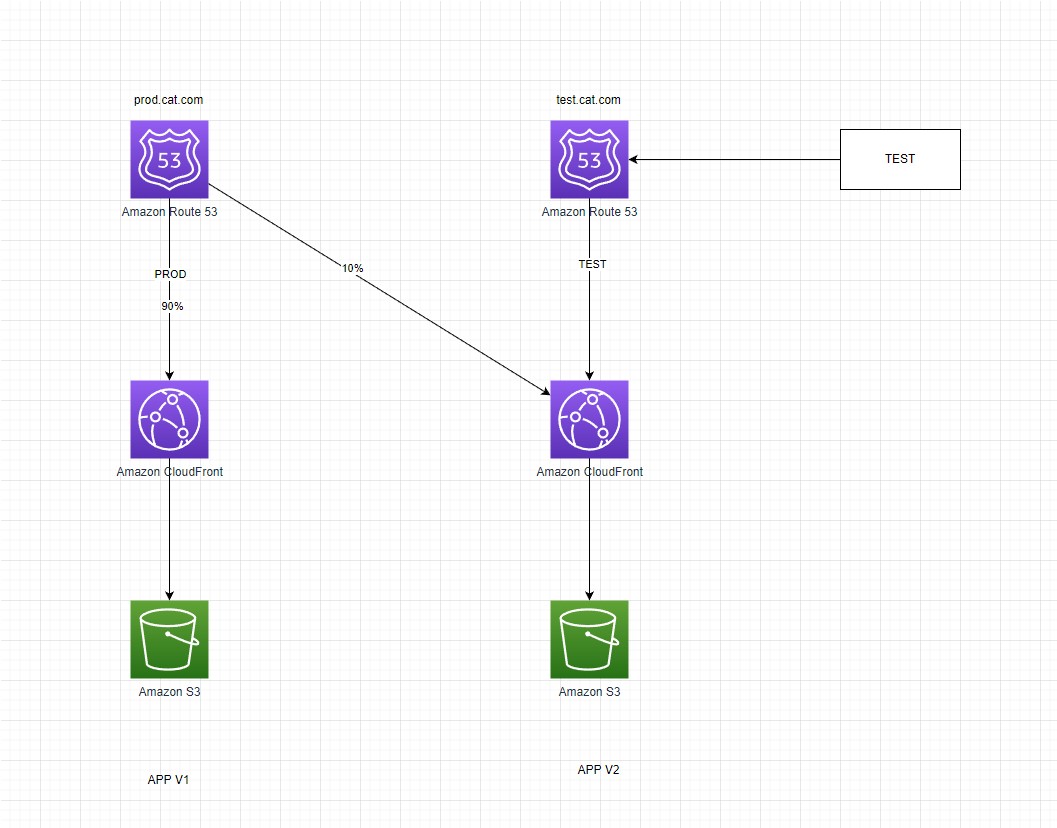 prod.cat.com
test.cat.com
53
53
TEST
Amazon Route 53
Amazon Route 53
PROD
10%
TEST
90%
Amazon CloudFront
Amazon CloudFront
Amazon S3
Amazon S3
APP V1
APP V2